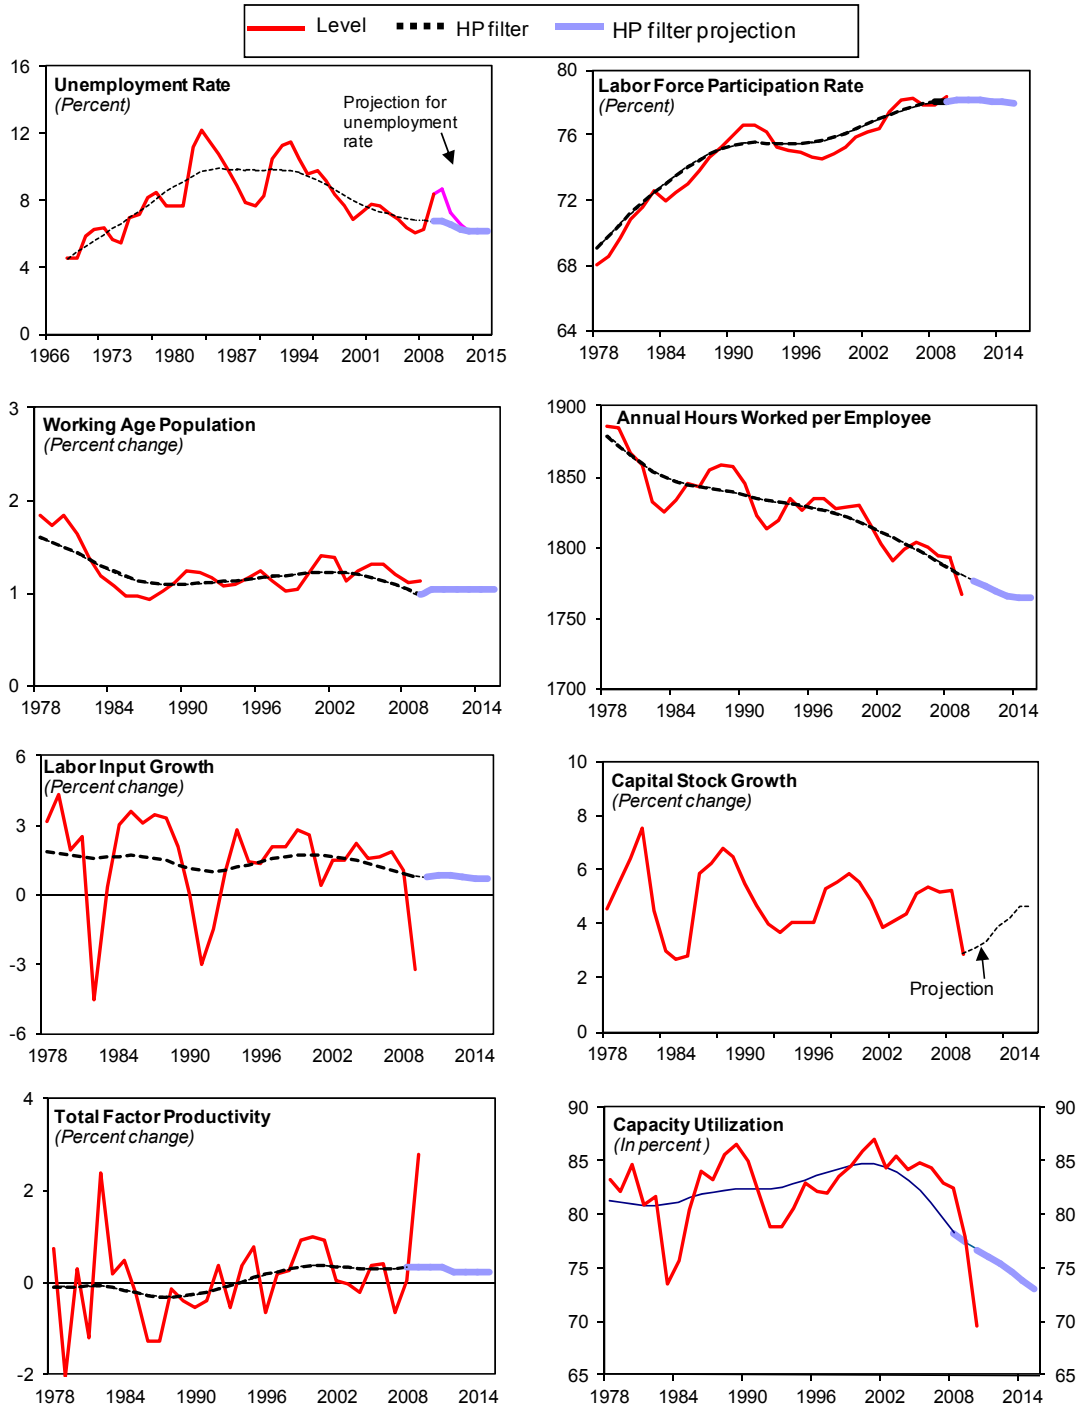 Level HP filter HP filter projection
Unemployment Rate
(Percent)
Projection for
unemployment
rate
16
12
8
4
0
1966 1973 1980 1987 1994 2001 2008 2015
Labor Force Participation Rate
(Percent)
80
76
72
68
64
1978 1984 1990 1996 2002 2008 2014
Working Age Population
(Percent change)
3
2
1
0
1978 1984 1990 1996 2002 2008 2014
Annual Hours Worked per Employee
1900
1850
1800
1750
1700
1978 1984 1990 1996 2002 2008 2014
Labor Input Growth
(Percent change)
6
3
0
-3
-6
1978 1984 1990 1996 2002 2008 2014
Capital Stock Growth
(Percent change)
10
8
6
4
2
0
Projection
1978 1984 1990 1996 2002 2008 2014
Total Factor Productivity
(Percent change)
4
2
0
-2
1978 1984 1990 1996 2002 2008 2014
Capacity Utilization
(In percent )
90 90
85 85
80 80
75 75
70 70
65 65
1978 1984 1990 1996 2002 2008 2014